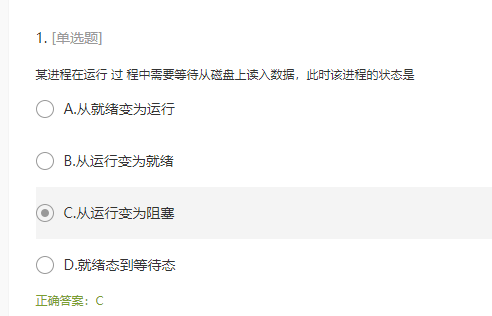 1. [单选题]
某进程在运行 过 程中需要等待从磁盘上读入数据，此时该进程的状态是
A.从就绪变为运行
B.从运行变为就绪
C.从运行变为阻塞
D.就绪态到等待态
正确答案：C